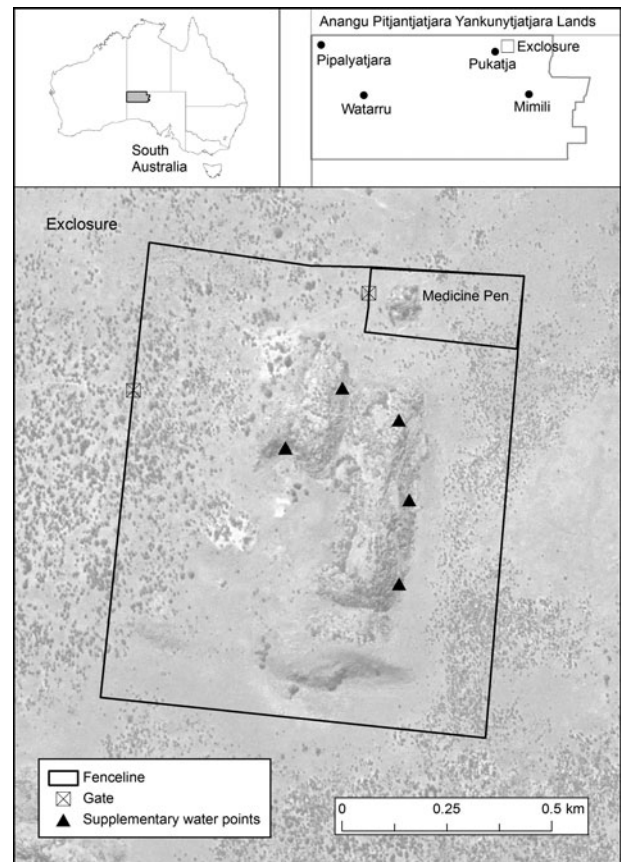 South
Australia
Anangu Pitjantjatjara Yankunytjatjara Lands
Pipalyatjara
Exclosure
Pukatja
Watarru
Mimili
Exclosure
Medicine Pen
Fenceline
Gate
Supplementary water points
0 0.25 0.5 km